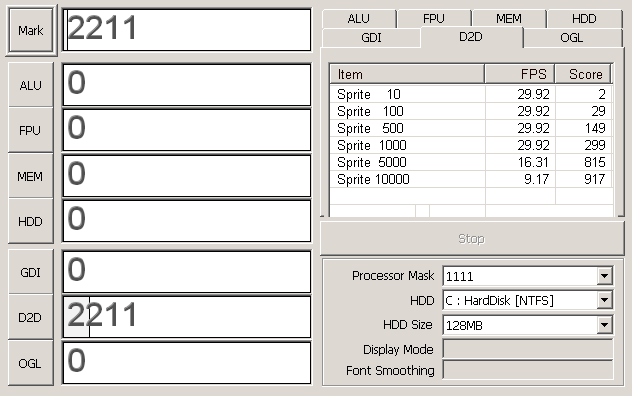 Mark 2211
ALU 0
FPU 0
MEM 0
HDD 0
GDI 0
D2D 2211
OGL 0
ALU FPU MEM HDD
GDI D2D OGL
Item FPS Score
Sprite 10 29.92 2
Sprite 100 29.92 29
Sprite 500 29.92 149
Sprite 1000 29.92 299
Sprite 5000 16.31 815
Sprite 10000 9.17 917
Stop
Processor Mask 1111
HDD C : HardDisk [NTFS]
HDD Size 128MB
Display Mode
Font Smoothing